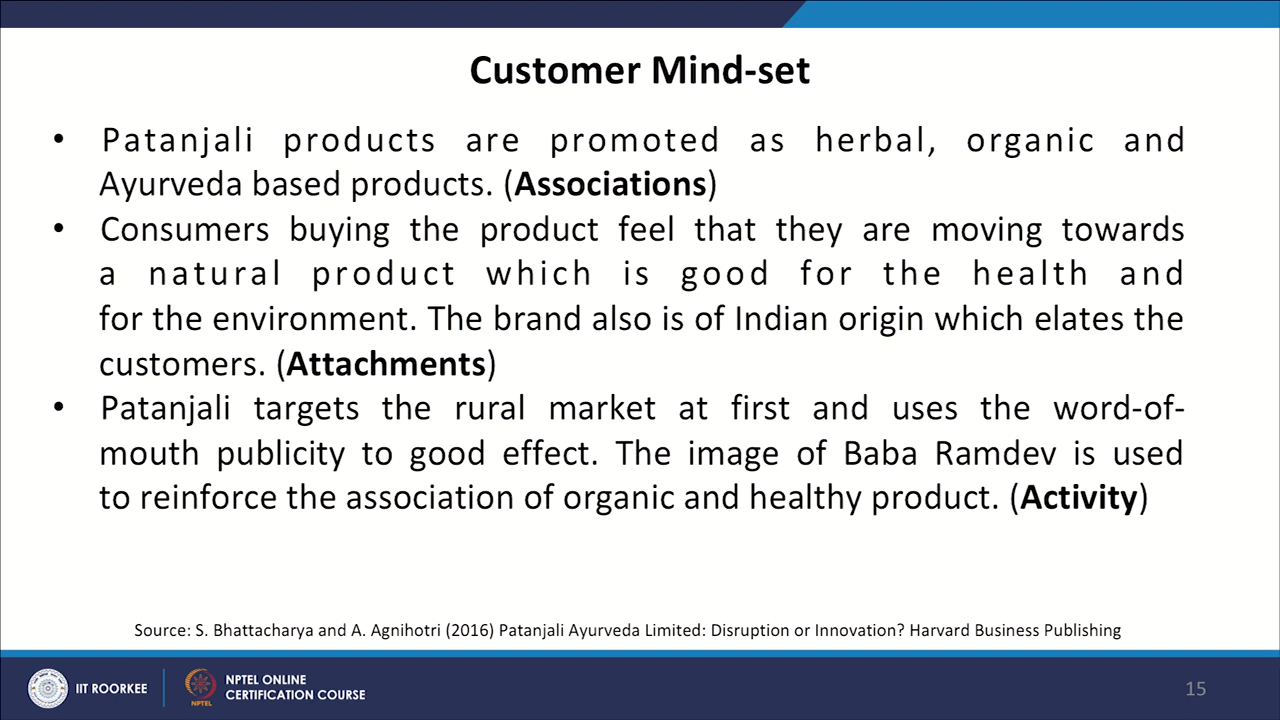 Customer Mind-set
• Patanjali products are promoted as herbal, organic and
Ayurveda based products. (Associations)
• Consumers buying the product feel that they are moving towards
a natural product which is good for the health and
for the environment. The brand also is of Indian origin which elates the
customers. (Attachments)
• Patanjali targets the rural market at first and uses the word-of-
mouth publicity to good effect. The image of Baba Ramdev is used
to reinforce the association of organic and healthy product. (Activity)
Source: S. Bhattacharya and A. Agnihotri (2016) Patanjali Ayurveda Limited: Disruption or Innovation? Harvard Business Publishing
IIT ROORKEE
NPTEL
NPTEL ONLINE
CERTIFICATION COURSE
15